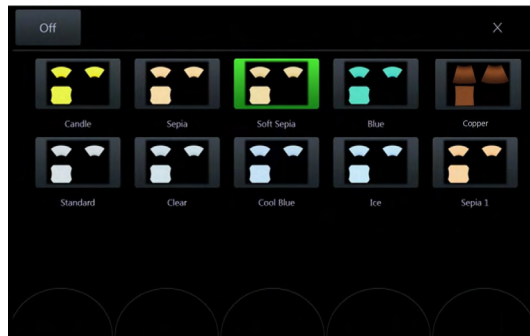 Off
X
Candle
Sepia
Soft Sepia
Blue
Copper
Standard
Clear
Cool Blue
Ice
Sepia 1